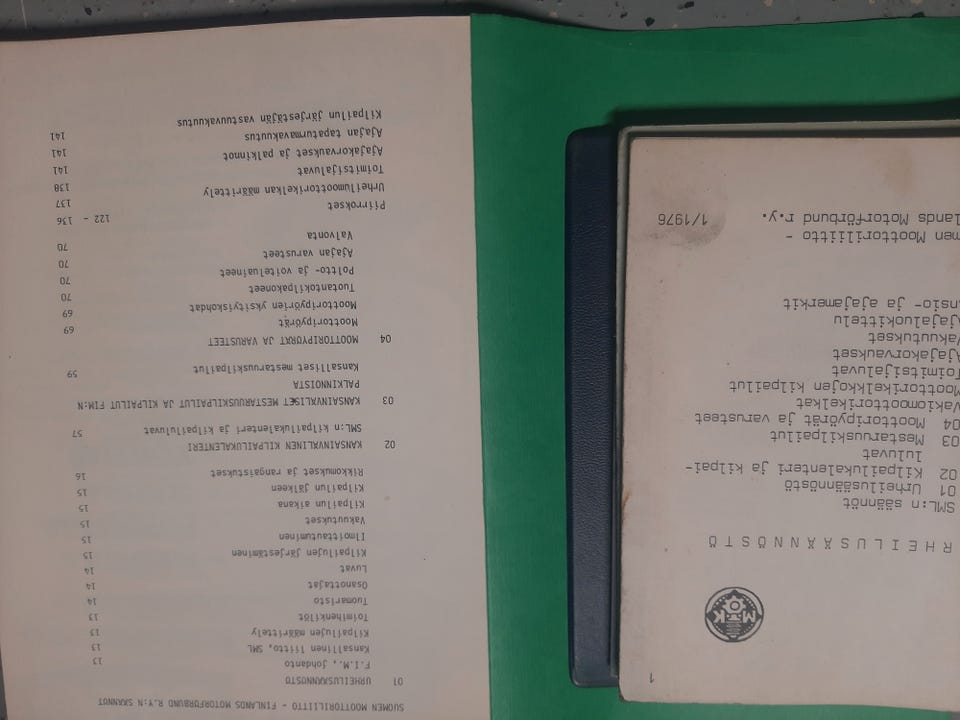 SUOMEN MOOTTORILIITTO - FINLANDS MOTORFÖRBUND R.Y:N SÄÄNNÖT
01 URHEILUSÄÄNNÖSTÖ
F.I.M., johdanto 13
Kansallinen liitto, SML 13
Kilpailujen määrittely 13
Toimihenkilöt 13
Tuomaristo 14
Osanottajat 14
Luvat 14
Kilpailujen järjestäminen 15
Ilmoittautuminen 15
Vakuutukset 15
Kilpailun aikana 15
Kilpailun jälkeen 15
Rikkomukset ja rangaistukset 16
02 KANSAINVÄLINEN KILPAILUKALENTERI
SML:n kilpailukalenteri ja kilpailuluvat 57
03 KANSAINVÄLISET MESTARUUSKILPAILUT JA KILPAILUT FIM:N
PALKINNOISTA
Kansalliset mestaruuskilpailut 59
04 MOOTTORIPYÖRÄT JA VARUSTEET
Moottoripyörät 69
Moottoripyörien yksityiskohdat 69
Tuotantokilpakoneet 70
Poltto- ja voiteluaineet 70
Ajajan varusteet 70
Valvonta 70
Piirrokset 122 - 136
Urheilumoottorikelkan määrittely 137
Toimitsijaluvat 138
Ajajakorvaukset ja palkinnot 141
Ajajan tapaturmavakuutus 141
Kilpailun järjestäjän vastuuvakuutus 141
1
MK
RHEILUSÄÄNNÖSTÖ
SML:n säännöt
01 Urheilusäännöstö
02 Kilpailukalenteri ja kilpai-
luluvat
03 Mestaruuskilpailut
04 Moottoripyörät ja varusteet
Vakiomoottorikelkat
Moottorikelkkojen kilpailut
Toimitsijaluvat
Ajajakorvaukset
Vakuutukset
Ajajaluokittelu
ansio- ja ajajamerkit
men Moottoriliitto -
lands Motorförbund r.y. 1/1976